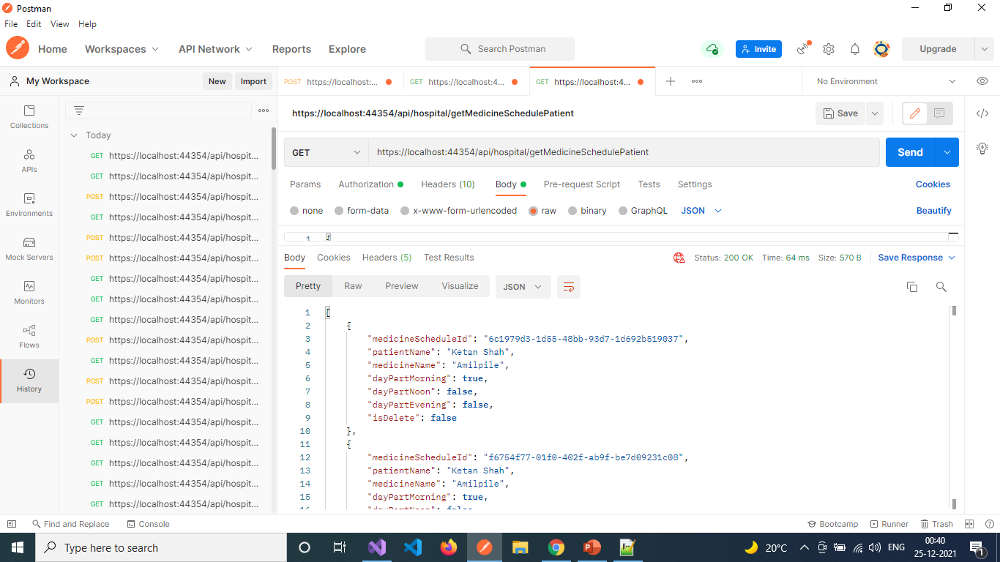 Postman
File Edit View Help
Home Workspaces API Network Reports Explore Search Postman Invite Upgrade
My Workspace New Import
POST https://localhost:... GET https://localhost:4... GET https://localhost:4... No Environment
https://localhost:44354/api/hospital/getMedicineSchedulePatient Save
GET https://localhost:44354/api/hospital/getMedicineSchedulePatient Send
Params Authorization Headers (10) Body Pre-request Script Tests Settings Cookies
none form-data x-www-form-urlencoded raw binary GraphQL JSON Beautify
1 {
Collections
APIs
Environments
Mock Servers
Monitors
Flows
History
Today
GET https://localhost:44354/api/hospit...
GET https://localhost:44354/api/hospit...
POST https://localhost:44354/api/hospit...
GET https://localhost:44354/api/hospit...
POST https://localhost:44354/api/hospit...
POST https://localhost:44354/api/hospit...
GET https://localhost:44354/api/hospit...
GET https://localhost:44354/api/hospit...
GET https://localhost:44354/api/hospit...
POST https://localhost:44354/api/hospit...
GET https://localhost:44354/api/hospit...
POST https://localhost:44354/api/hospit...
POST https://localhost:44354/api/hospit...
GET https://localhost:44354/api/hospit...
GET https://localhost:44354/api/hospit...
GET https://localhost:44354/api/hospit...
GET https://localhost:44354/api/hospit...
GET https://localhost:44354/api/hospit...
Body Cookies Headers (5) Test Results Status: 200 OK Time: 64 ms Size: 570 B Save Response
Pretty Raw Preview Visualize JSON
1 [
2 {
3 "medicineScheduleId": "6c1979d3-1d55-48bb-93d7-1d692b519037",
4 "patientName": "Ketan Shah",
5 "medicineName": "Amilpile",
6 "dayPartMorning": true,
7 "dayPartNoon": false,
8 "dayPartEvening": false,
9 "isDelete": false
10 },
11 {
12 "medicineScheduleId": "f6754f77-01f0-402f-ab9f-be7d09231c08",
13 "patientName": "Ketan Shah",
14 "medicineName": "Amilpile",
15 "dayPartMorning": true,
16 "dayPartNoon": false,
Find and Replace Console Bootcamp Runner Trash
Type here to search 20°C ENG 00:40
25-12-2021 1